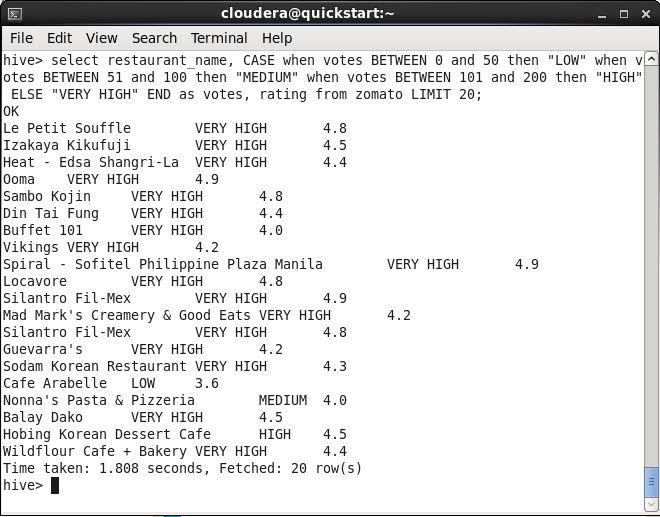 cloudera@quickstart:~
File Edit View Search Terminal Help
hive> select restaurant_name, CASE when votes BETWEEN 0 and 50 then "LOW" when v
otes BETWEEN 51 and 100 then "MEDIUM" when votes BETWEEN 101 and 200 then "HIGH"
 ELSE "VERY HIGH" END as votes, rating from zomato LIMIT 20;
OK
Le Petit Souffle VERY HIGH 4.8
Izakaya Kikufuji VERY HIGH 4.5
Heat - Edsa Shangri-La VERY HIGH 4.4
Ooma VERY HIGH 4.9
Sambo Kojin VERY HIGH 4.8
Din Tai Fung VERY HIGH 4.4
Buffet 101 VERY HIGH 4.0
Vikings VERY HIGH 4.2
Spiral - Sofitel Philippine Plaza Manila VERY HIGH 4.9
Locavore VERY HIGH 4.8
Silantro Fil-Mex VERY HIGH 4.9
Mad Mark's Creamery & Good Eats VERY HIGH 4.2
Silantro Fil-Mex VERY HIGH 4.8
Guevarra's VERY HIGH 4.2
Sodam Korean Restaurant VERY HIGH 4.3
Cafe Arabelle LOW 3.6
Nonna's Pasta & Pizzeria MEDIUM 4.0
Balay Dako VERY HIGH 4.5
Hobing Korean Dessert Cafe HIGH 4.5
Wildflour Cafe + Bakery VERY HIGH 4.4
Time taken: 1.808 seconds, Fetched: 20 row(s)
hive>